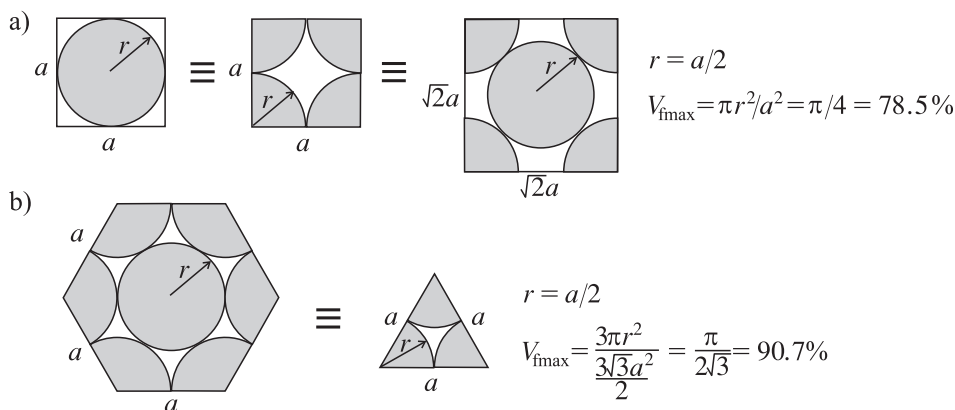 a)
r
a
a
≡
a
r
a
≡
r
√2a
√2a
r = a/2
V_fmax = πr²/a² = π/4 = 78.5%
b)
a
r
a
a
≡
a
a
r
a
r = a/2
V_fmax = 3πr² / (3√3a² / 2) = π / 2√3 = 90.7%